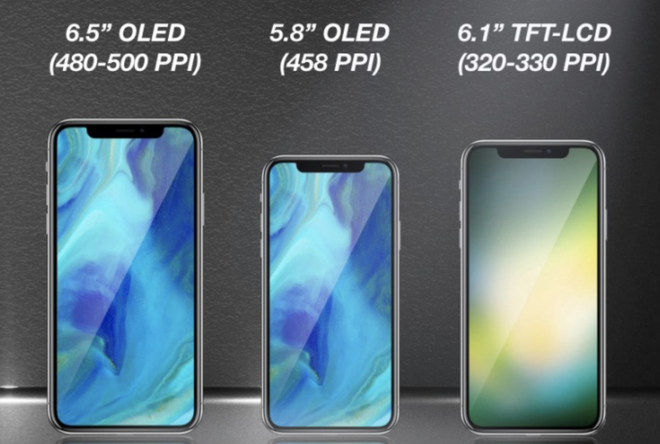 6.5” OLED
(480-500 PPI)
5.8” OLED
(458 PPI)
6.1” TFT-LCD
(320-330 PPI)